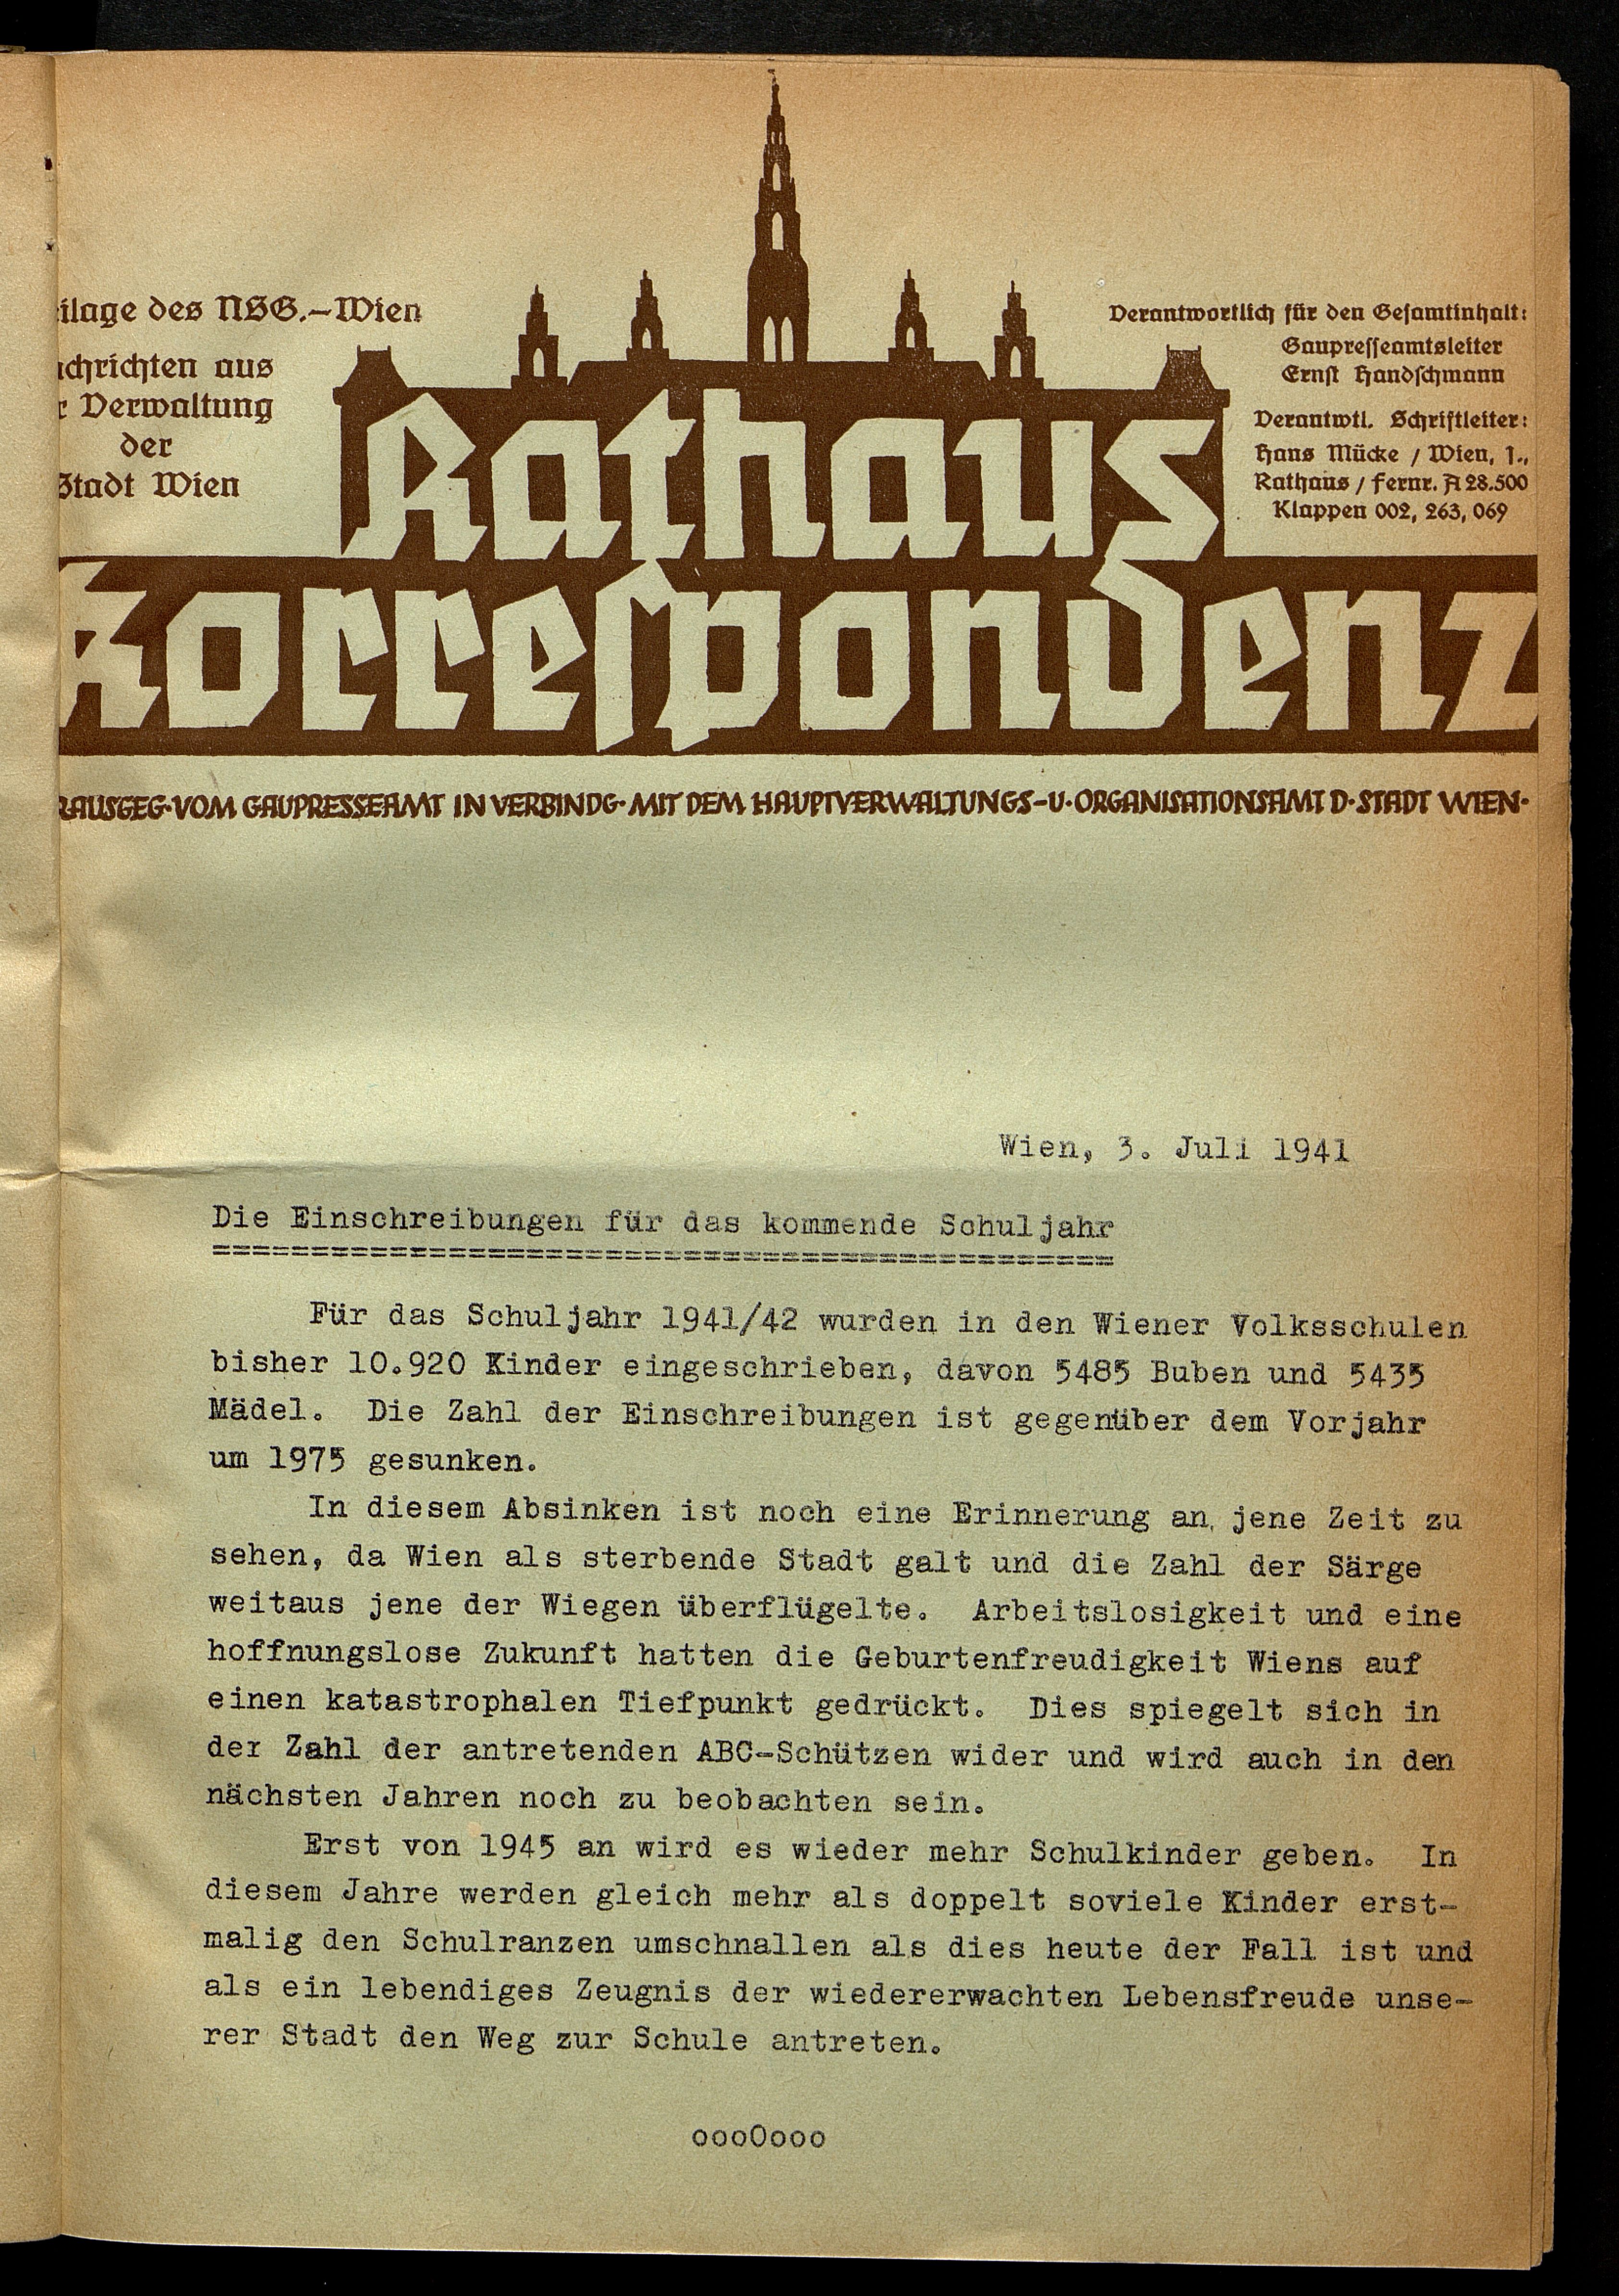 eilage des NSG.-Wien
achrichten aus
r Verwaltung
der
Stadt Wien
Verantwortlich für den Gesamtinhalt:
Gaupresseamtsleiter
Ernst Handschmann
Verantwtl. Schriftleiter:
Hans Mücke / Wien, 1.,
Rathaus / Fernr. A 28.500
Klappen 002, 263, 069
Rathaus
Korrespondenz
RAUSGEG·VOM GAUPRESSEAMT IN VERBINDG·MIT DEM HAUPTVERWALTUNGS-U·ORGANISATIONSAMT D·STADT WIEN·
Wien, 3. Juli 1941
Die Einschreibungen für das kommende Schuljahr
==============================================
Für das Schuljahr 1941/42 wurden in den Wiener Volksschulen
bisher 10.920 Kinder eingeschrieben, davon 5485 Buben und 5435
Mädel. Die Zahl der Einschreibungen ist gegenüber dem Vorjahr
um 1975 gesunken.
In diesem Absinken ist noch eine Erinnerung an jene Zeit zu
sehen, da Wien als sterbende Stadt galt und die Zahl der Särge
weitaus jene der Wiegen überflügelte. Arbeitslosigkeit und eine
hoffnungslose Zukunft hatten die Geburtenfreudigkeit Wiens auf
einen katastrophalen Tiefpunkt gedrückt. Dies spiegelt sich in
der Zahl der antretenden ABC-Schützen wider und wird auch in den
nächsten Jahren noch zu beobachten sein.
Erst von 1945 an wird es wieder mehr Schulkinder geben. In
diesem Jahre werden gleich mehr als doppelt soviele Kinder erst-
malig den Schulranzen umschnallen als dies heute der Fall ist und
als ein lebendiges Zeugnis der wiedererwachten Lebensfreude unse-
rer Stadt den Weg zur Schule antreten.
oooOooo